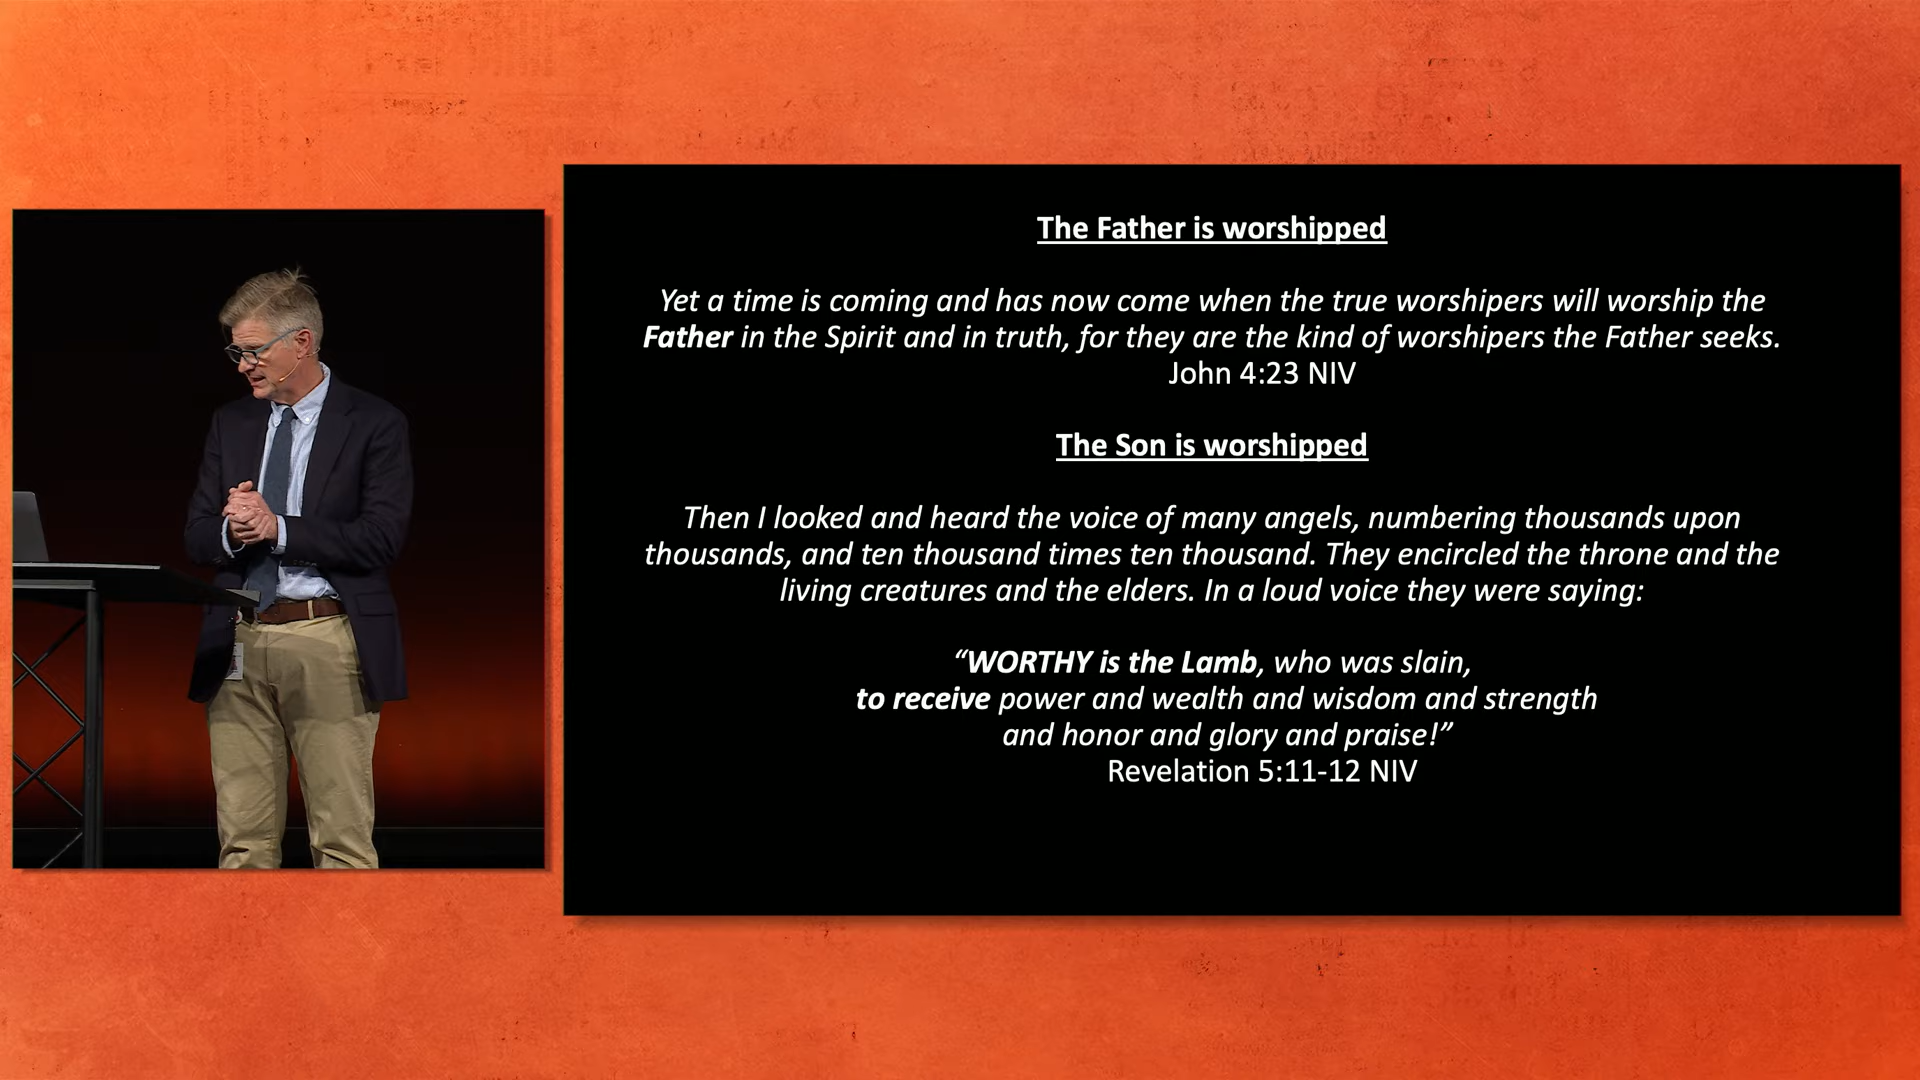 The Father is worshipped
Yet a time is coming and has now come when the true worshipers will worship the
Father in the Spirit and in truth, for they are the kind of worshipers the Father seeks.
John 4:23 NIV
The Son is worshipped
Then I looked and heard the voice of many angels, numbering thousands upon
thousands, and ten thousand times ten thousand. They encircled the throne and the
living creatures and the elders. In a loud voice they were saying:
“WORTHY is the Lamb, who was slain,
to receive power and wealth and wisdom and strength
and honor and glory and praise!”
Revelation 5:11-12 NIV